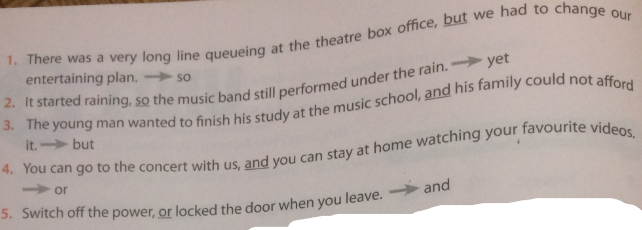 1. There was a very long line queueing at the theatre box office, but we had to change our
entertaining plan. → so
2. It started raining, so the music band still performed under the rain. → yet
3. The young man wanted to finish his study at the music school, and his family could not afford
it. → but
4. You can go to the concert with us, and you can stay at home watching your favourite videos.
→ or
5. Switch off the power, or locked the door when you leave. → and